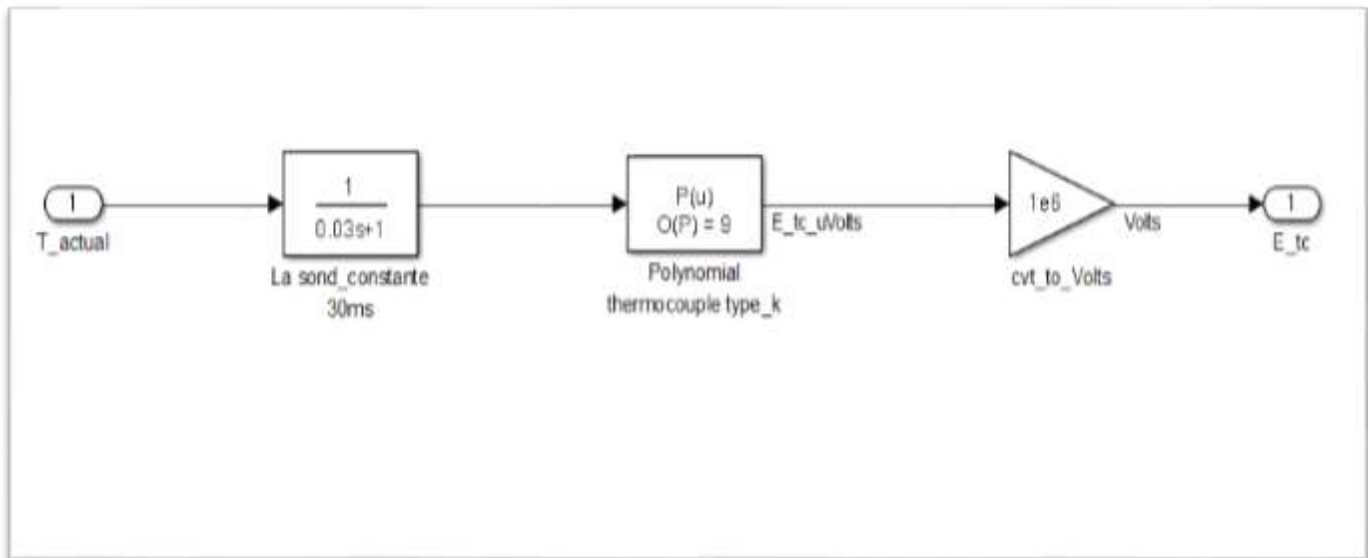 1
T_actual
1
0.03s+1
La sond_constante
30ms
P(u)
O(P) = 9
Polynomial
thermocouple type_k
E_tc_uVolts
1e6
cvt_to_Volts
Volts
1
E_tc